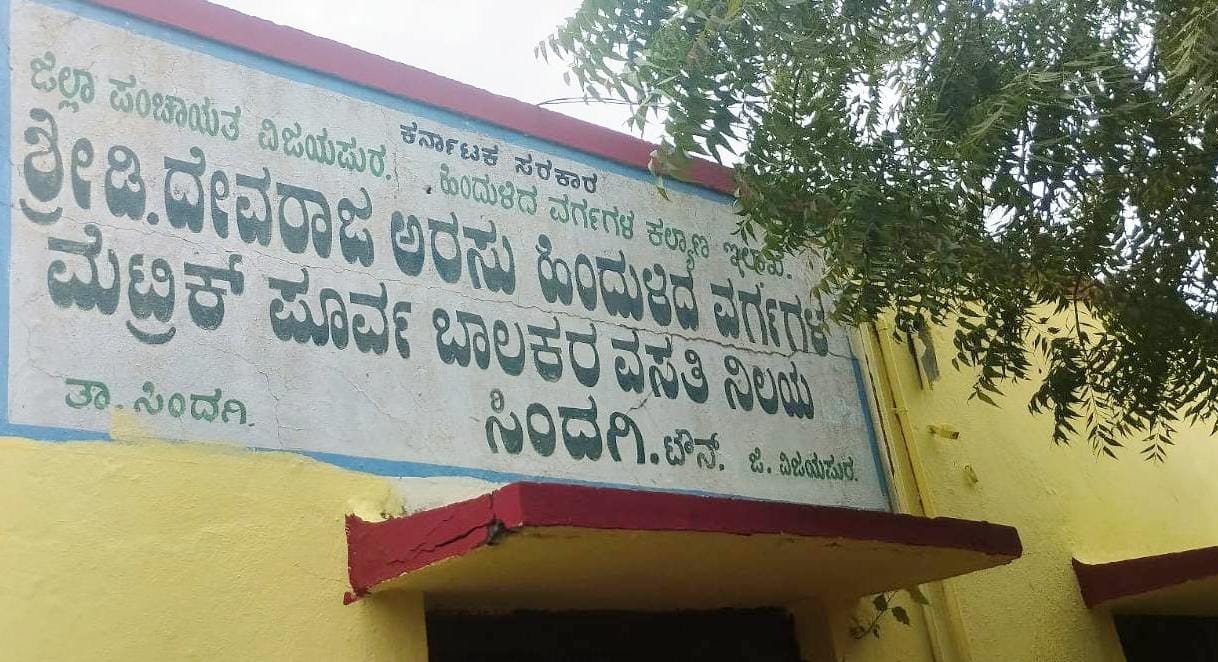 ಕರ್ನಾಟಕ ಸರಕಾರ
ಜಿಲ್ಲಾ ಪಂಚಾಯತ ವಿಜಯಪುರ. ಹಿಂದುಳಿದ ವರ್ಗಗಳ ಕಲ್ಯಾಣ ಇಲಾಖೆ.
ಶ್ರೀ ಡಿ. ದೇವರಾಜ ಅರಸು ಹಿಂದುಳಿದ ವರ್ಗಗಳ
ಮೆಟ್ರಿಕ್ ಪೂರ್ವ ಬಾಲಕರ ವಸತಿ ನಿಲಯ
ತಾ. ಸಿಂದಗಿ. ಸಿಂದಗಿ. ಟೌನ್. ಜಿ. ವಿಜಯಪುರ.